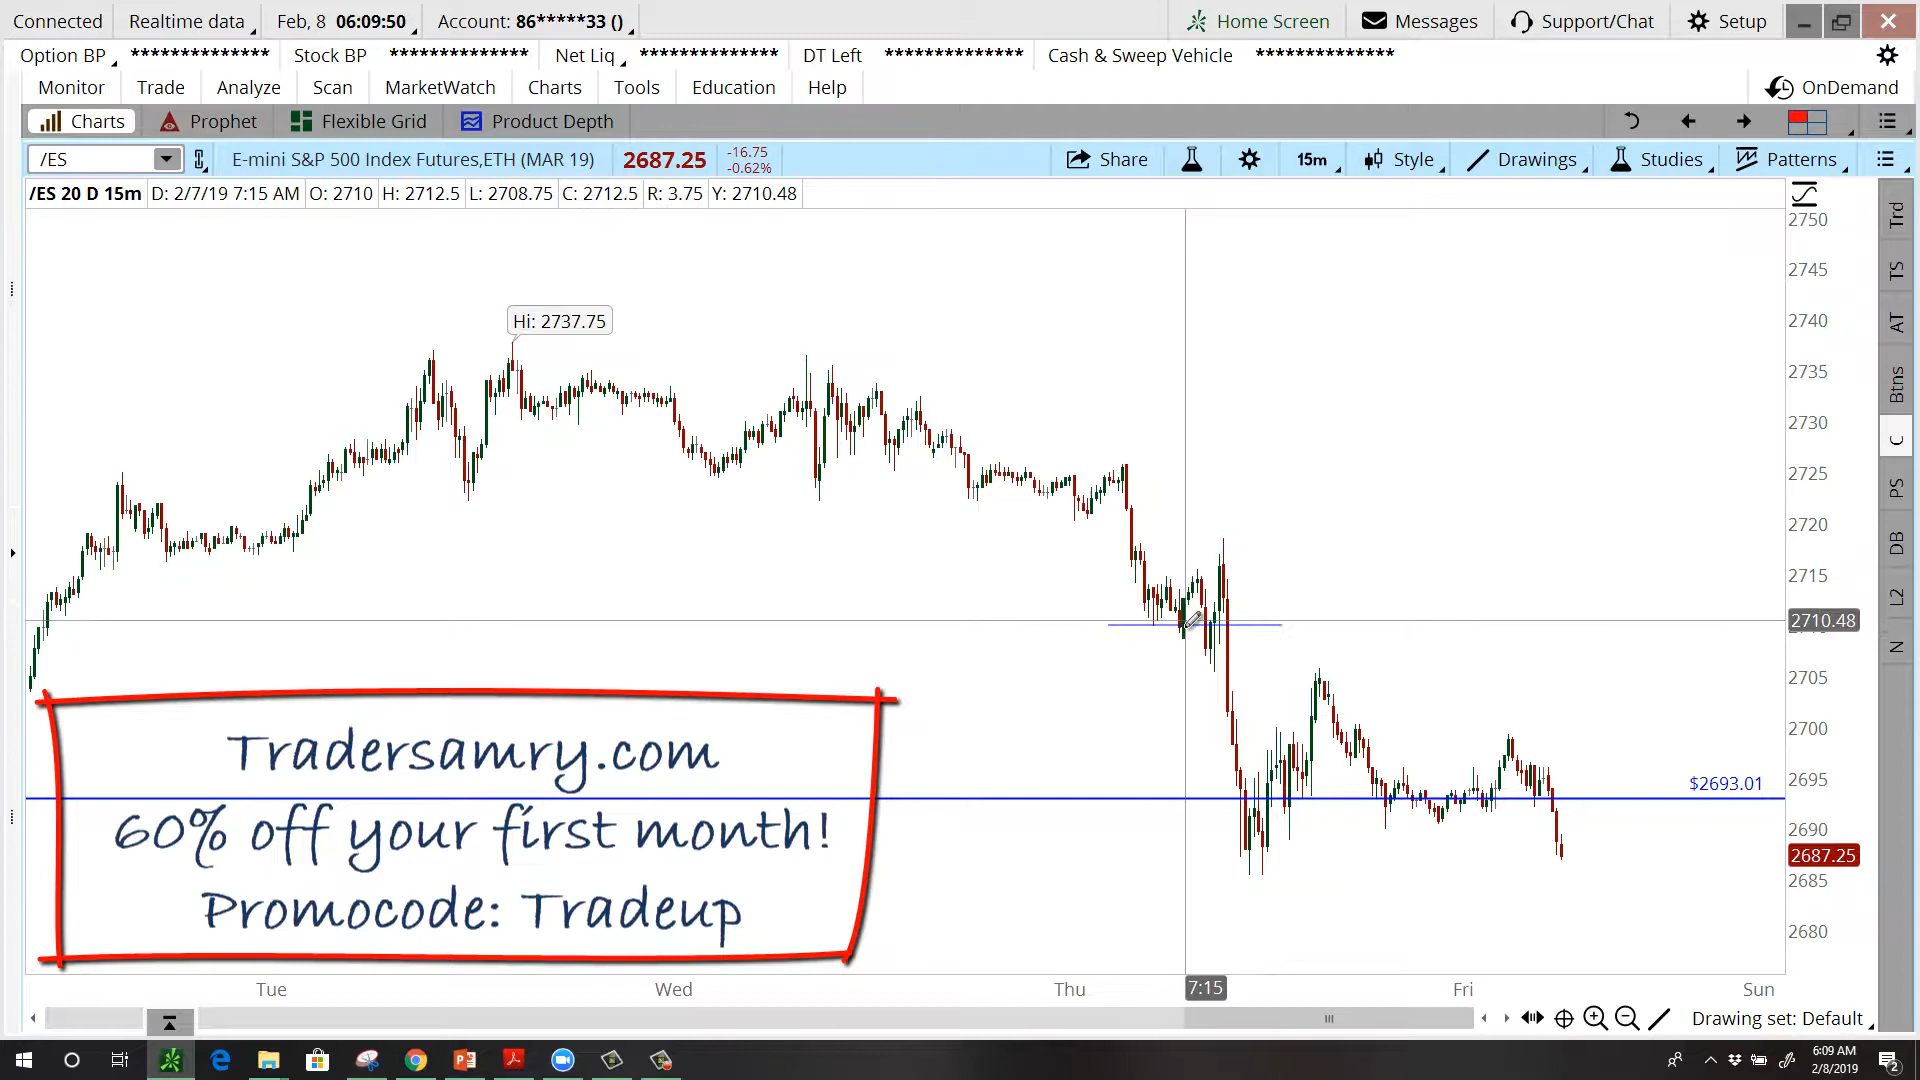 Connected Realtime data Feb, 8 06:09:50 Account: 86*****33 () Home Screen Messages Support/Chat Setup
Option BP ************** Stock BP ************** Net Liq ************** DT Left ************** Cash & Sweep Vehicle **************
Monitor Trade Analyze Scan MarketWatch Charts Tools Education Help OnDemand
Charts Prophet Flexible Grid Product Depth
/ES E-mini S&P 500 Index Futures,ETH (MAR 19) 2687.25 -16.75 -0.62% Share 15m Style Drawings Studies Patterns
/ES 20 D 15m D: 2/7/19 7:15 AM O: 2710 H: 2712.5 L: 2708.75 C: 2712.5 R: 3.75 Y: 2710.48
Trd
TS
AT
Btns
C
PS
DB
L2
N
2750
2745
2740
Hi: 2737.75
2735
2730
2725
2720
2715
2710.48
2705
2700
2695
$2693.01
2690
2687.25
2685
2680
Tradersamry.com
60% off your first month!
Promocode: Tradeup
Tue Wed Thu 7:15 Fri Sun
Drawing set: Default
6:09 AM
2/8/2019
2